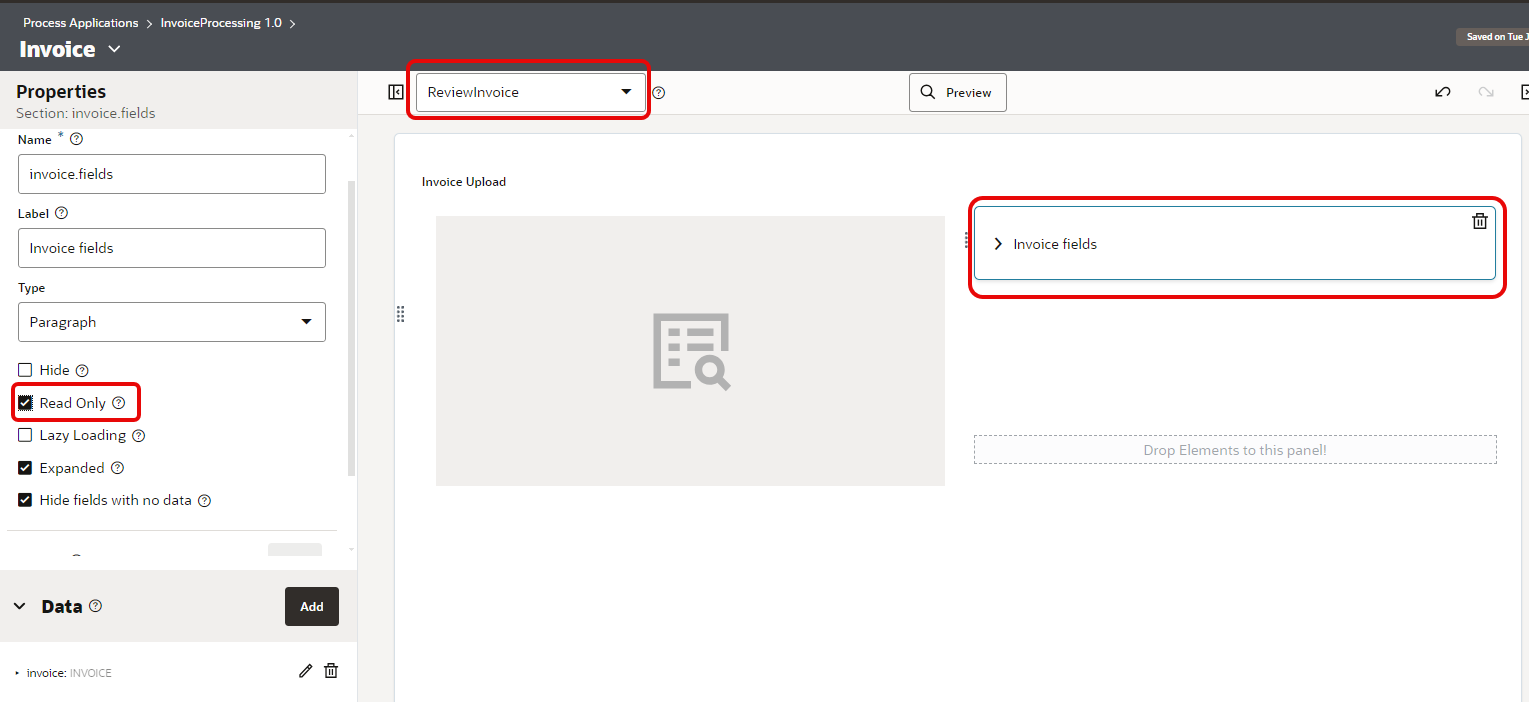 Process Applications > InvoiceProcessing 1.0 >
Invoice
Saved on Tue J
Properties
Section: invoice.fields
ReviewInvoice
Preview
Name *
invoice.fields
Label
Invoice fields
Type
Paragraph
Hide
Read Only
Lazy Loading
Expanded
Hide fields with no data
Data
Add
invoice: INVOICE
Invoice Upload
Invoice fields
Drop Elements to this panel!